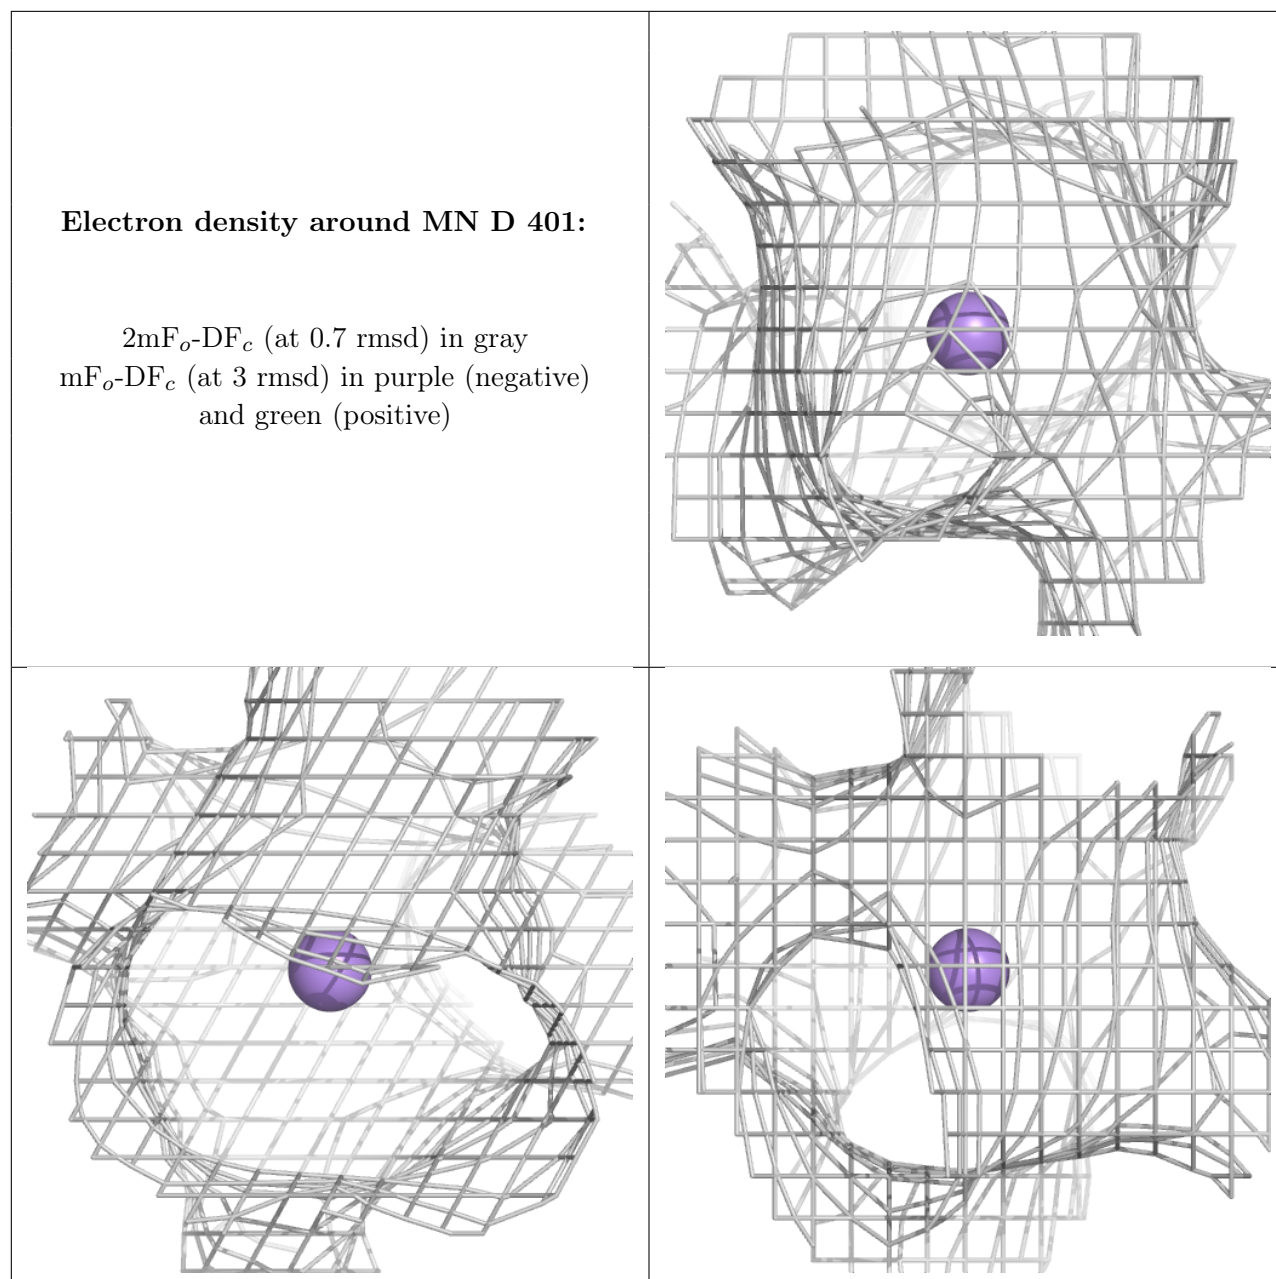 Electron density around MN D 401:
2mFo-DFc (at 0.7 rmsd) in gray
mFo-DFc (at 3 rmsd) in purple (negative)
and green (positive)